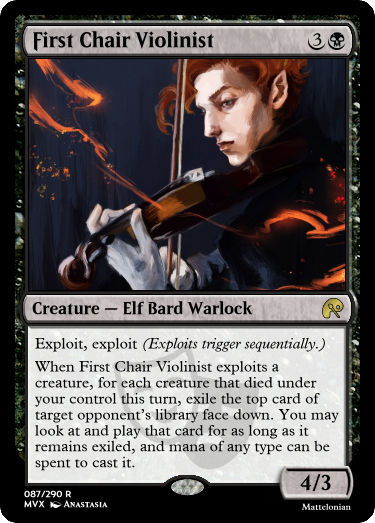 First Chair Violinist 3
Creature — Elf Bard Warlock
Exploit, exploit (Exploits trigger sequentially.)
When First Chair Violinist exploits a
creature, for each creature that died under
your control this turn, exile the top card of
target opponent's library face down. You may
look and play that card for as long as it
remains exiled, and mana of any type can be
spent to cast it.
4/3
087/290 R
MVX Anastasia
Mattelonian